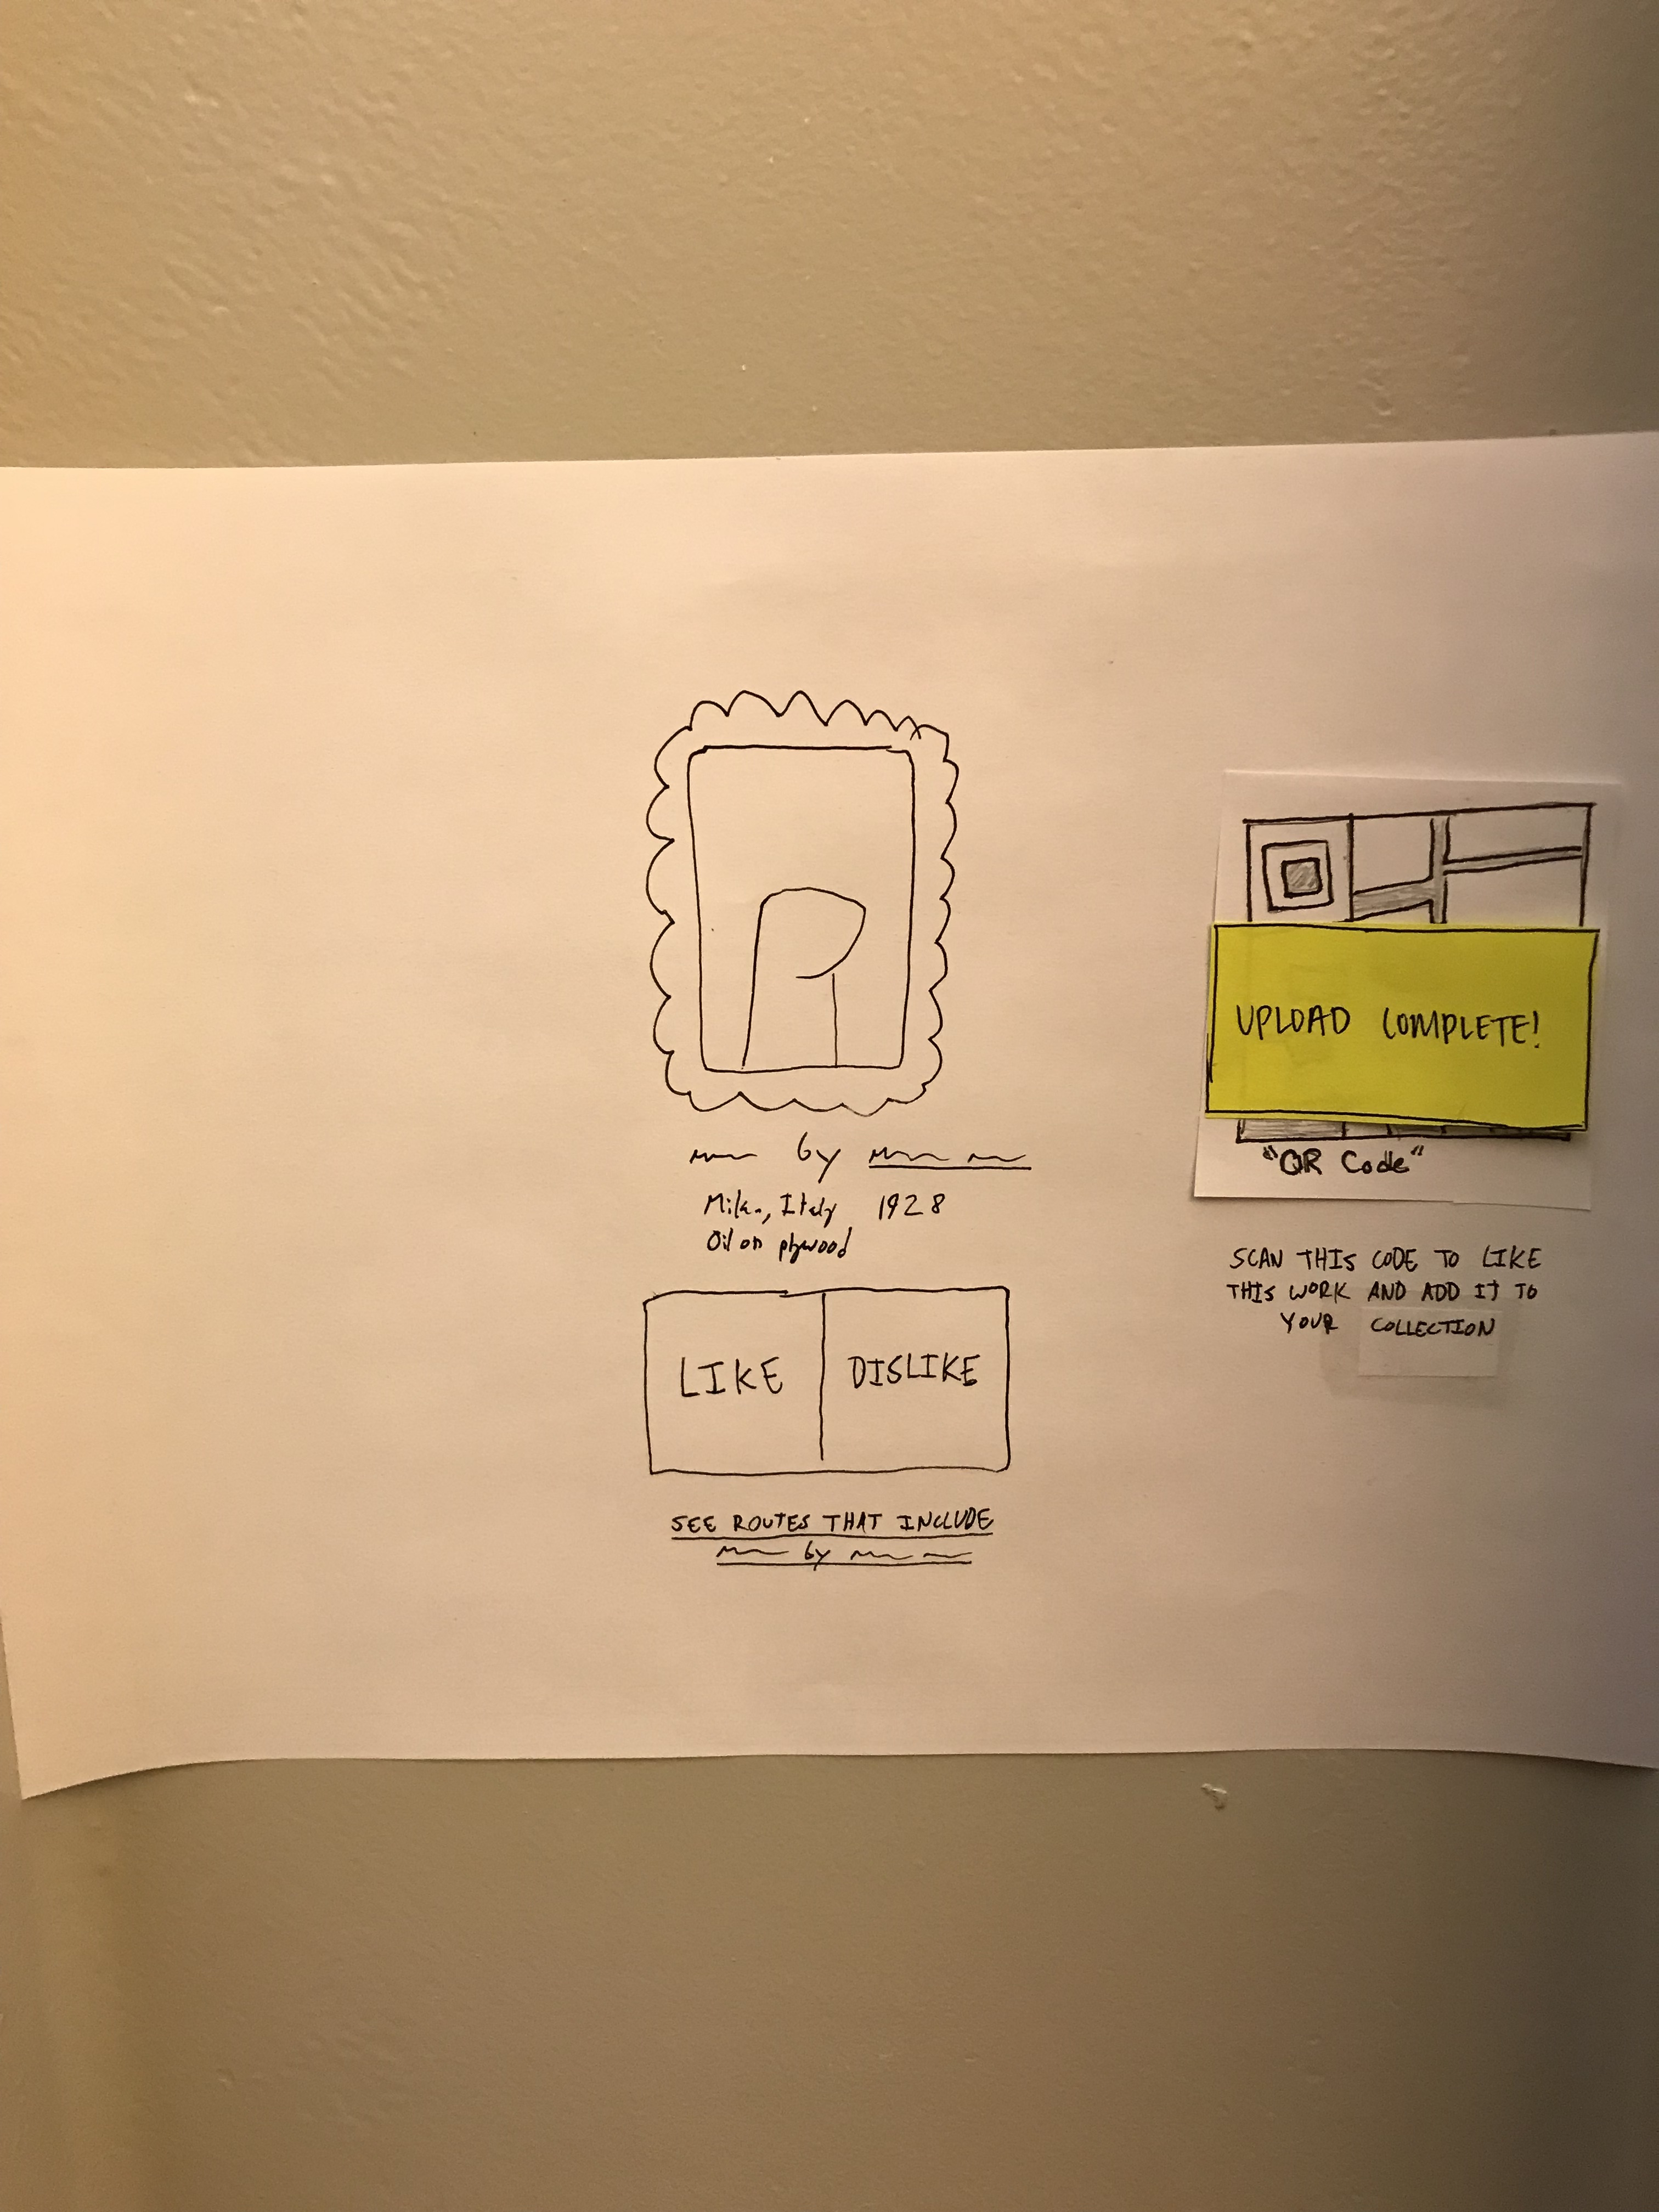 by
Italy 1928
Oil on plywood
LIKE DISLIKE
SEE ROUTES THAT INCLUDE
by
UPLOAD COMPLETE!
"QR Code"
SCAN THIS CODE TO LIKE
THIS WORK AND ADD IT TO
YOUR COLLECTION